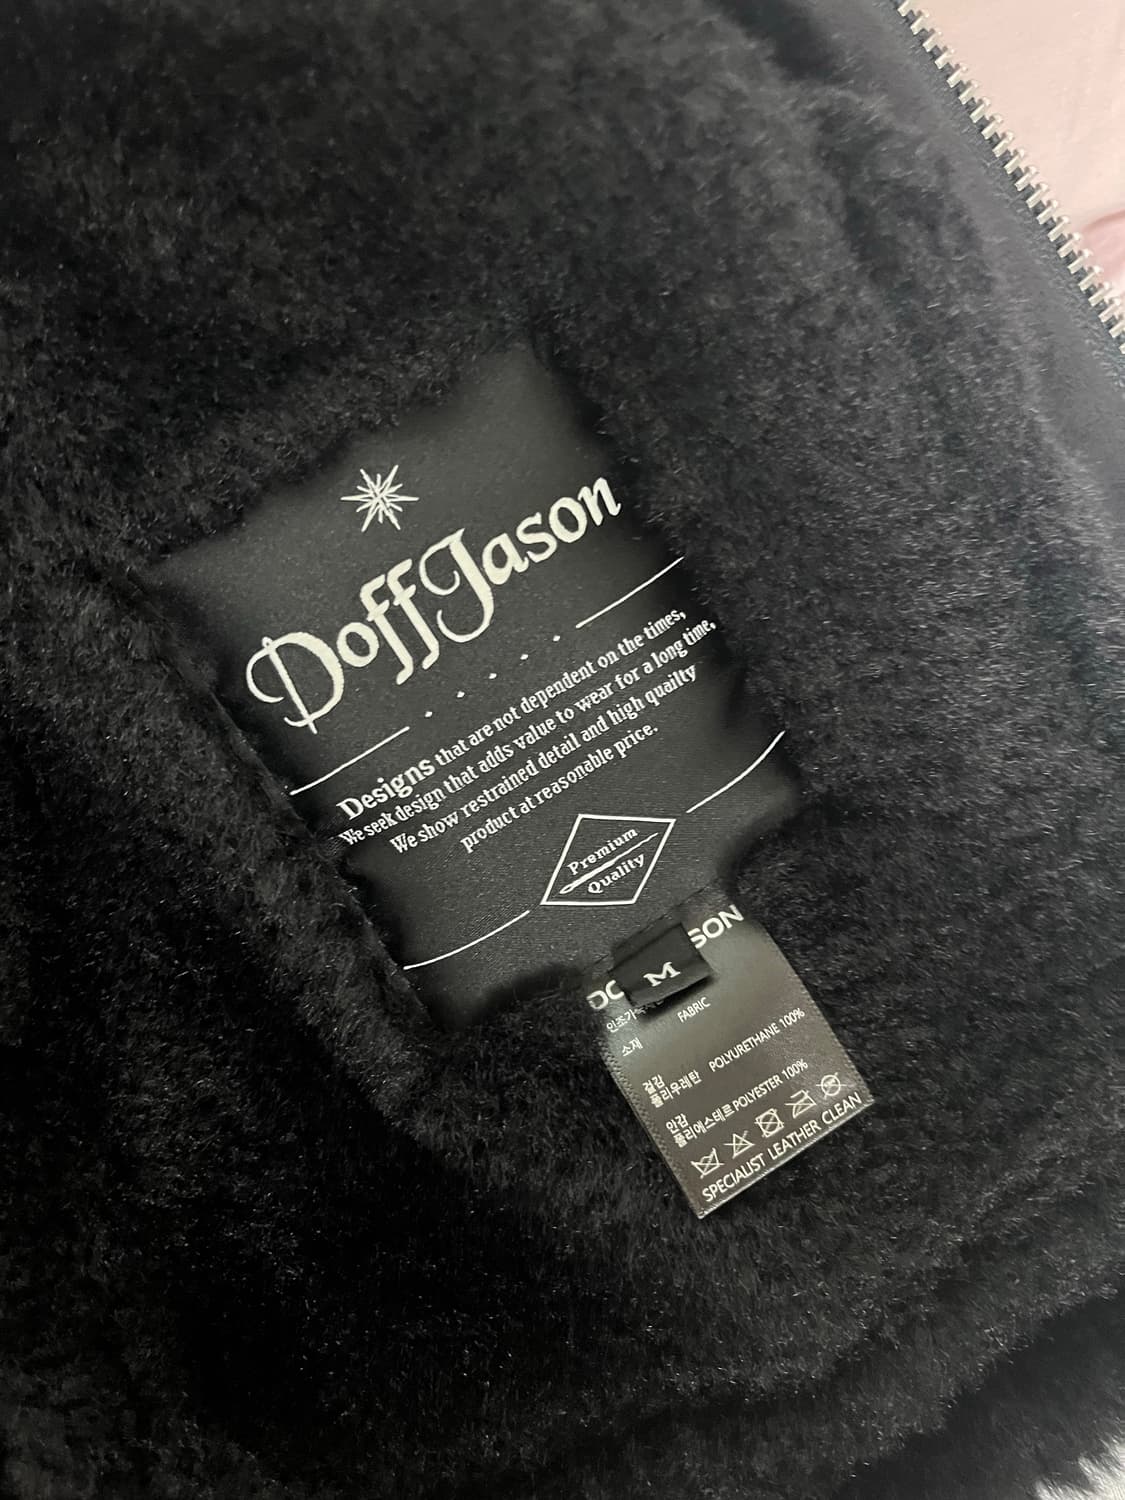 DoffJason
Designs that are not dependent on the times,
We seek design that adds value to wear for a long time,
We show restrained detail and high quailty
product at reasonable price.
Premium
Quality
M
SON
FABRIC
소재
겉감
폴리우레탄 POLYURETHANE 100%
안감
폴리에스테르 POLYESTER 100%
SPECIALIST LEATHER CLEAN